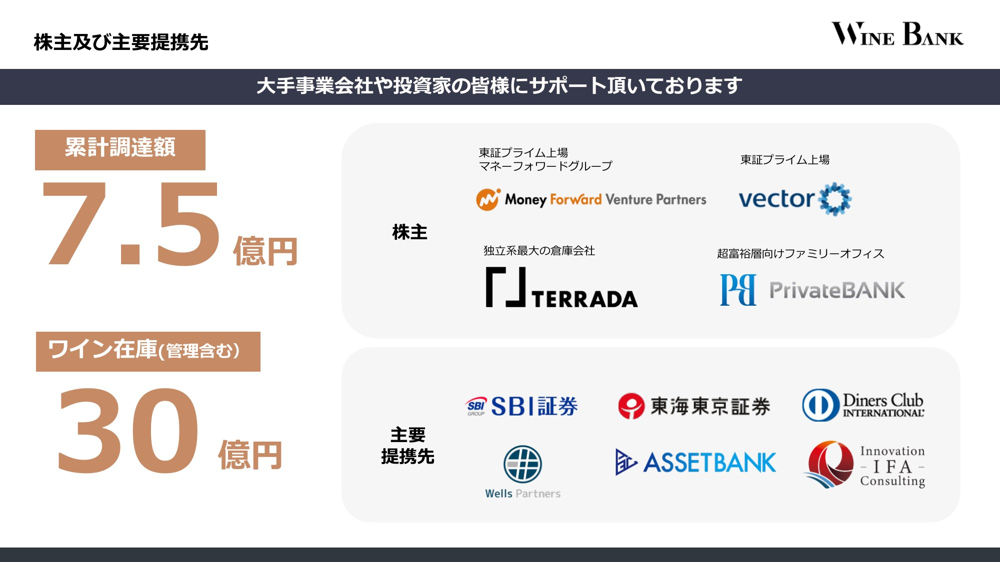 株主及び主要提携先
WINE BANK
大手事業会社や投資家の皆様にサポート頂いております
累計調達額
7.5億円
ワイン在庫(管理含む)
30億円
株主
東証プライム上場
マネーフォワードグループ
Money Forward Venture Partners
東証プライム上場
vector
独立系最大の倉庫会社
TERRADA
超富裕層向けファミリーオフィス
PB PrivateBANK
主要
提携先
SBI GROUP SBI証券
東海東京証券
Diners Club
INTERNATIONAL®
Wells Partners
ASSETBANK
Innovation
- IFA -
Consulting